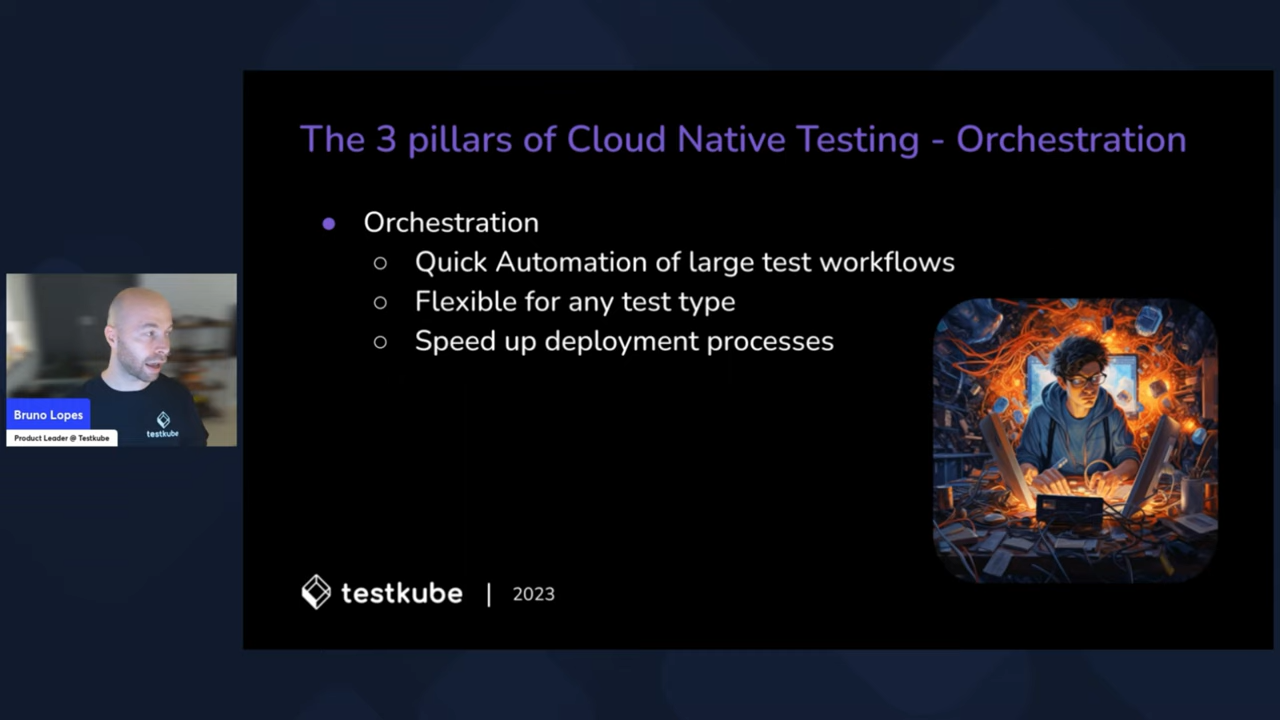 The 3 pillars of Cloud Native Testing - Orchestration
Orchestration
Quick Automation of large test workflows
Flexible for any test type
Speed up deployment processes
Bruno Lopes
Product Leader @ Testkube
testkube
testkube | 2023